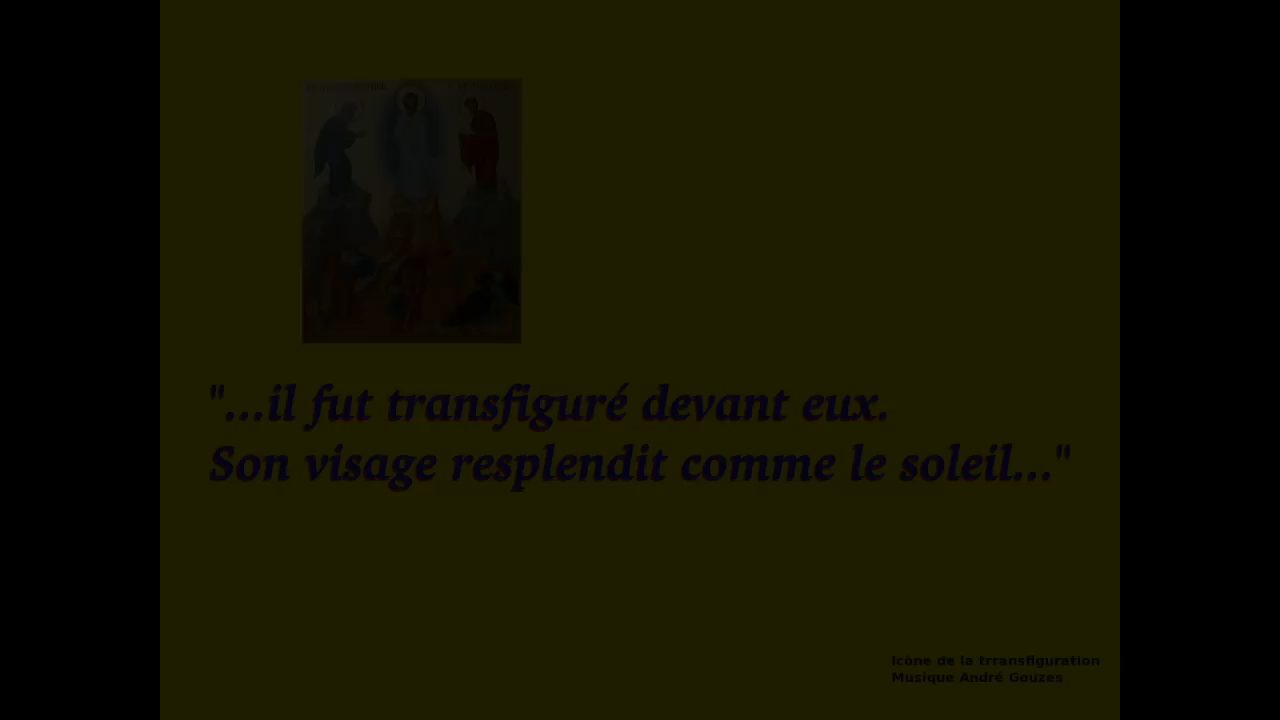 "...il fut transfiguré devant eux.
Son visage resplendit comme le soleil..."
Icône de la trransfiguration
Musique André Gouzes